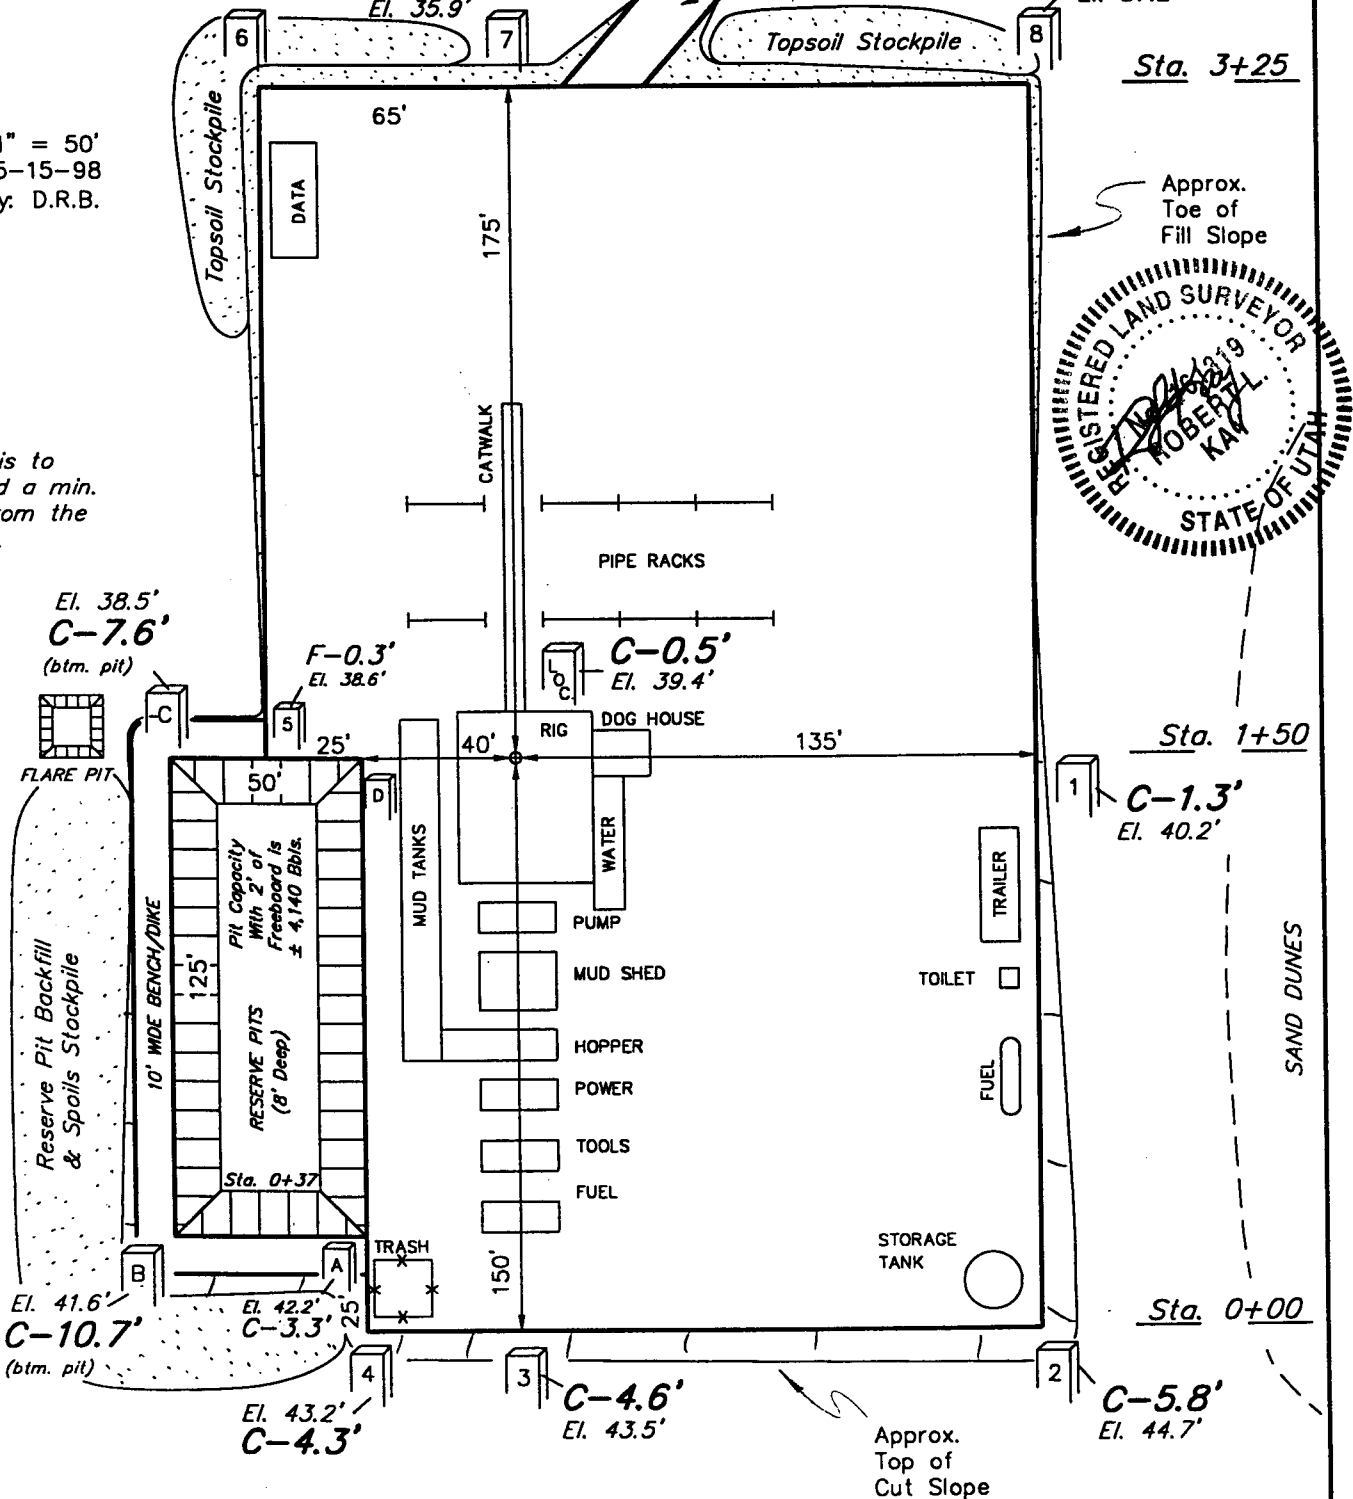 El. 35.9'
6
7
8
Topsoil Stockpile
Sta. 3+25
65'
1" = 50'
5-15-98
y: D.R.B.
Topsoil Stockpile
DATA
175'
Approx.
Toe of
Fill Slope
REGISTERED LAND SURVEYOR
ROBERT L.
KAY
STATE OF UTAH
CATWALK
is to
d a min.
om the
PIPE RACKS
El. 38.5'
C-7.6'
(btm. pit)
F-0.3'
El. 38.6'
LOC.
C-0.5'
El. 39.4'
C
5
RIG
DOG HOUSE
Sta. 1+50
25'
40'
135'
FLARE PIT
50'
D
1
C-1.3'
El. 40.2'
MUD TANKS
WATER
TRAILER
Pit Capacity
With 2' of
Freeboard is
± 4,140 Bbls.
PUMP
10' WIDE BENCH/DIKE
125'
MUD SHED
TOILET
SAND DUNES
Reserve Pit Backfill
& Spoils Stockpile
RESERVE PITS
(8' Deep)
HOPPER
POWER
FUEL
TOOLS
Sta. 0+37
FUEL
TRASH
STORAGE
TANK
B
A
150'
El. 41.6'
C-10.7'
(btm. pit)
El. 42.2'
C-3.3'
25'
Sta. 0+00
4
3
2
C-4.6'
El. 43.5'
C-5.8'
El. 44.7'
El. 43.2'
C-4.3'
Approx.
Top of
Cut Slope